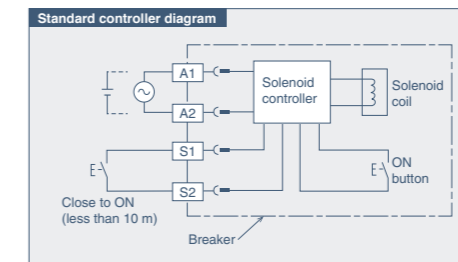 Standard controller diagram
A1
A2
S1
S2
Solenoid
controller
Solenoid
coil
ON
button
E
E
Close to ON
(less than 10 m)
Breaker